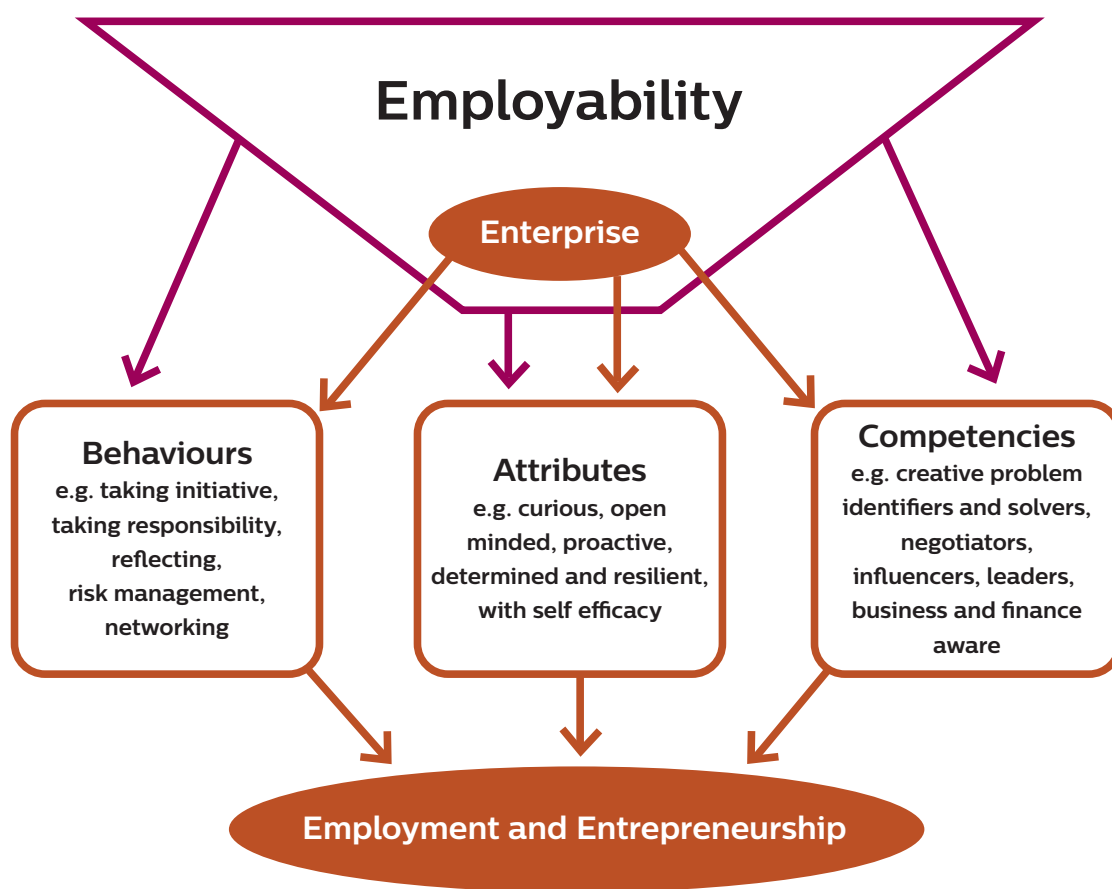 Employability
Enterprise
Behaviours
e.g. taking initiative,
taking responsibility,
reflecting,
risk management,
networking
Attributes
e.g. curious, open
minded, proactive,
determined and resilient,
with self efficacy
Competencies
e.g. creative problem
identifiers and solvers,
negotiators,
influencers, leaders,
business and finance
aware
Employment and Entrepreneurship